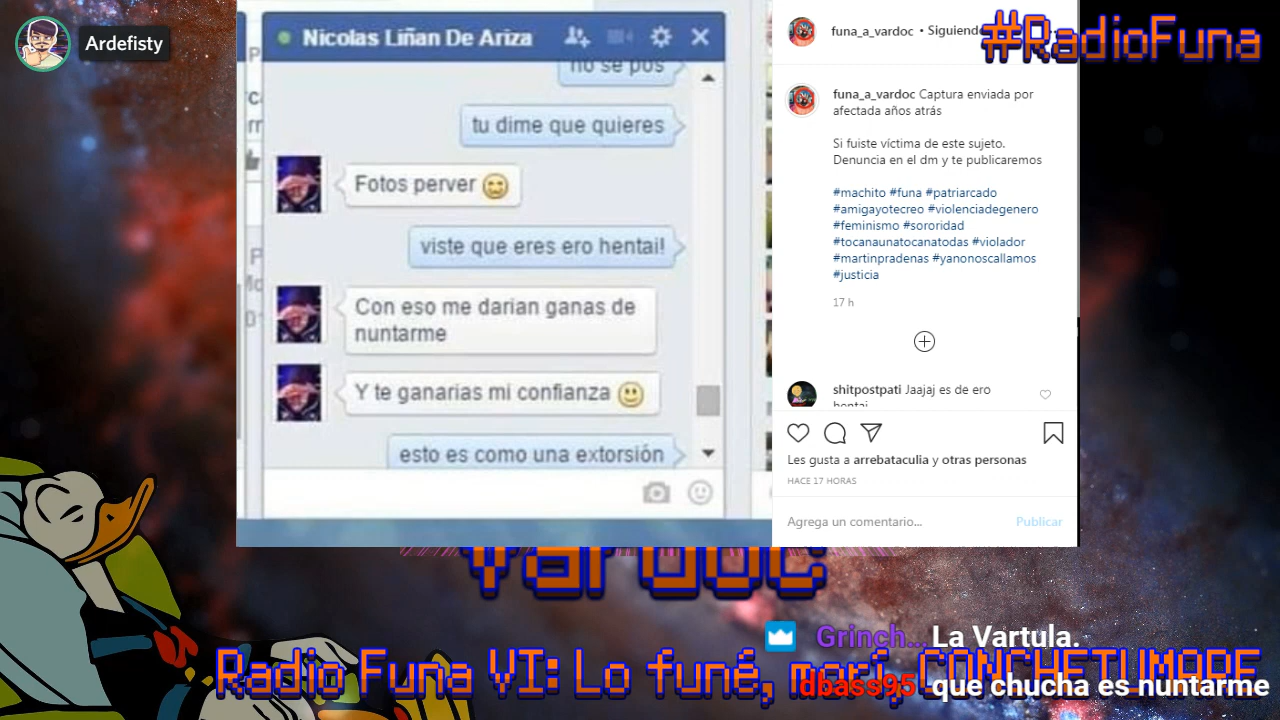 Ardefisty
Nicolas Liñan De Ariza
no se pos
tu dime que quieres
Fotos perver
viste que eres ero hentai!
Con eso me darian ganas de
nuntarme
Y te ganarias mi confianza
esto es como una extorsión
funa_a_vardoc • Siguiendo
#RadioFuna
funa_a_vardoc Captura enviada por
afectada años atrás
Si fuiste víctima de este sujeto.
Denuncia en el dm y te publicaremos
#machito #funa #patriarcado
#amigayotecreo #violenciadegenero
#feminismo #sororidad
#tocanaunatocanatodas #violador
#martinpradenas #yanonoscallamos
#justicia
17 h
shitpostpati Jaajaj es de ero
hentai
Les gusta a arrebataculia y otras personas
HACE 17 HORAS
Agrega un comentario...
Publicar
Vardoc
Grinch... La Vartula.
Radio Funa VI: Lo funé, morí, CONCHETUMARE
dbass95 que chucha es nuntarme